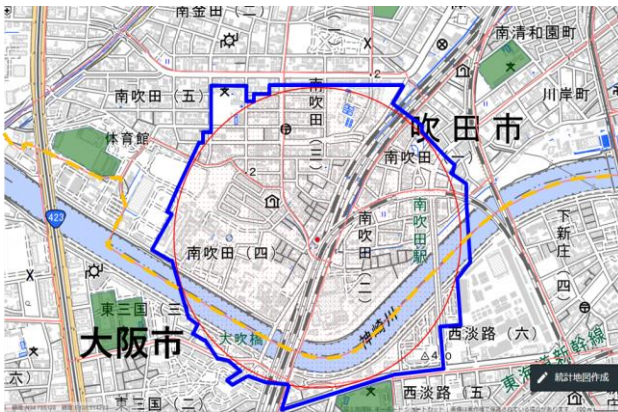 南金田（二）
南清和園町
南吹田（五）
南吹田（三）
川岸町
吹田市
体育館
南吹田（一）
423
南吹田（四）
南吹田（二）
南吹田駅
下新庄（四）
東三国（三
大阪市
大吹橋
神崎川
西淡路（六）
東海道新幹線
4.0
六）
東三国（二）
西淡路（五）
統計地図作成